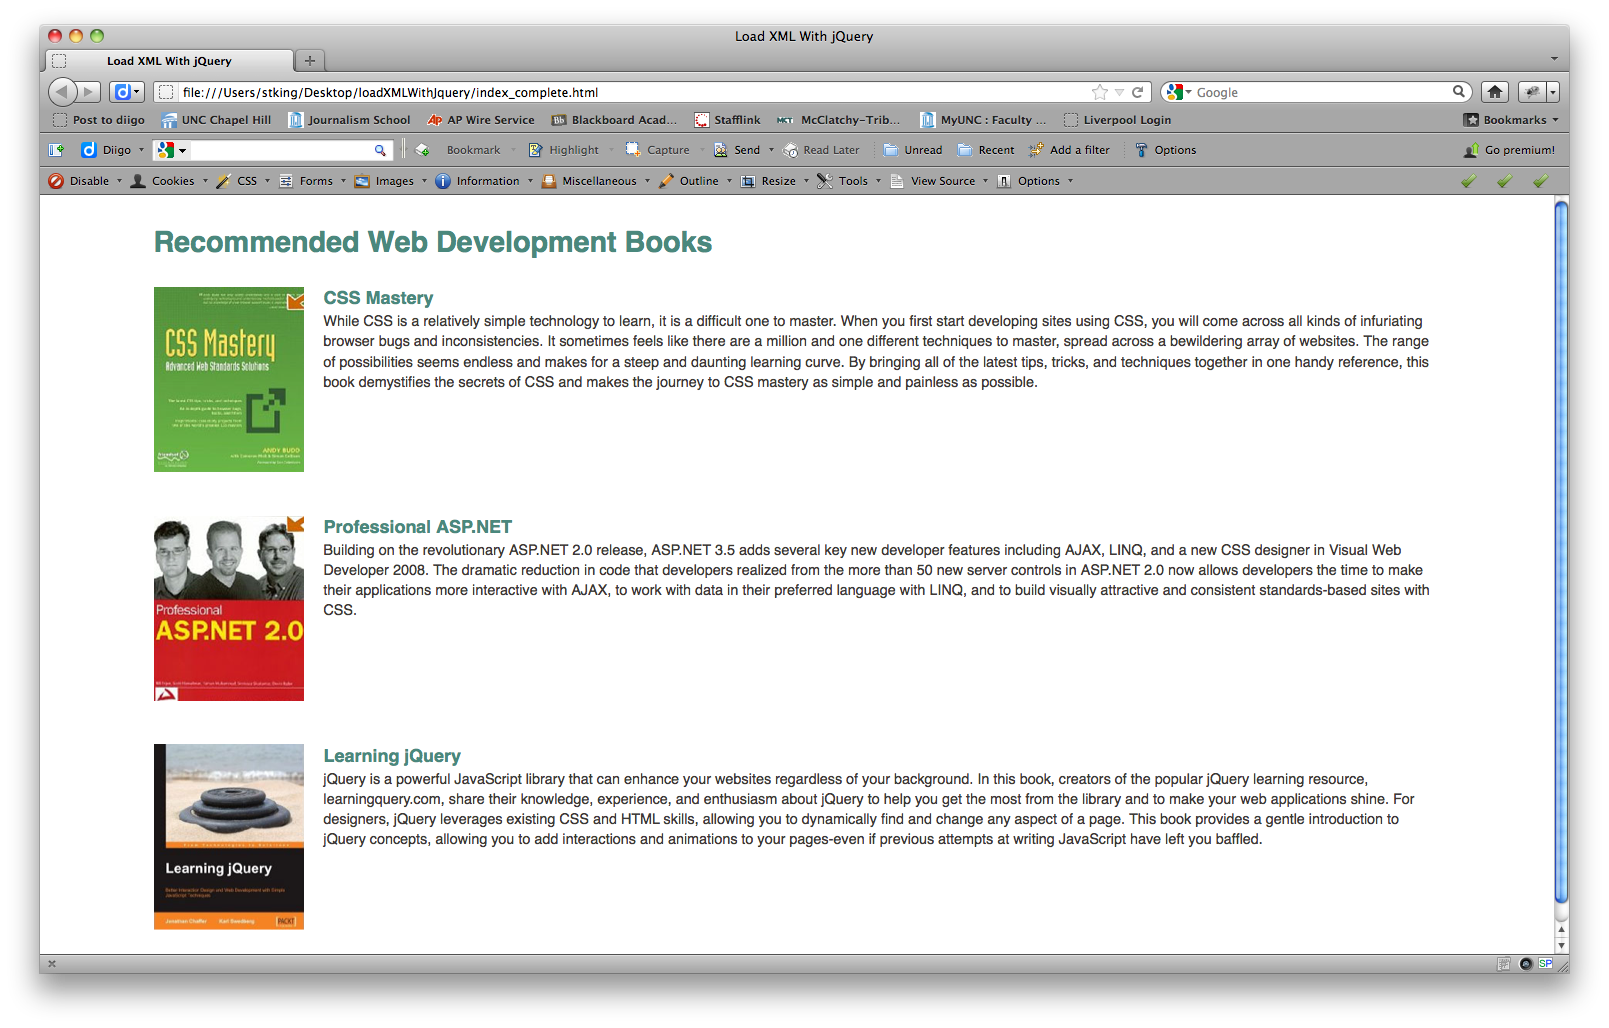 Load XML With jQuery
Load XML With jQuery
file:///Users/stking/Desktop/loadXMLWithJquery/index_complete.html
Google
Post to diigo UNC Chapel Hill Journalism School AP AP Wire Service Bb Blackboard Acad... Stafflink MCT McClatchy-Trib... MyUNC : Faculty ... Liverpool Login Bookmarks
Diigo Bookmark Highlight Capture Send Read Later Unread Recent Add a filter Options Go premium!
Disable Cookies CSS Forms Images Information Miscellaneous Outline Resize Tools View Source Options
Recommended Web Development Books
CSS Mastery
Advanced Web Standards Solutions
ANDY BUDD
CSS Mastery
While CSS is a relatively simple technology to learn, it is a difficult one to master. When you first start developing sites using CSS, you will come across all kinds of infuriating
browser bugs and inconsistencies. It sometimes feels like there are a million and one different techniques to master, spread across a bewildering array of websites. The range
of possibilities seems endless and makes for a steep and daunting learning curve. By bringing all of the latest tips, tricks, and techniques together in one handy reference, this
book demystifies the secrets of CSS and makes the journey to CSS mastery as simple and painless as possible.
Professional
ASP.NET 2.0
Professional ASP.NET
Building on the revolutionary ASP.NET 2.0 release, ASP.NET 3.5 adds several key new developer features including AJAX, LINQ, and a new CSS designer in Visual Web
Developer 2008. The dramatic reduction in code that developers realized from the more than 50 new server controls in ASP.NET 2.0 now allows developers the time to make
their applications more interactive with AJAX, to work with data in their preferred language with LINQ, and to build visually attractive and consistent standards-based sites with
CSS.
Learning jQuery
Better Interaction Design and Web Development with Simple
JavaScript Techniques
Jonathan Chaffer Karl Swedberg PACKT
Learning jQuery
jQuery is a powerful JavaScript library that can enhance your websites regardless of your background. In this book, creators of the popular jQuery learning resource,
learningquery.com, share their knowledge, experience, and enthusiasm about jQuery to help you get the most from the library and to make your web applications shine. For
designers, jQuery leverages existing CSS and HTML skills, allowing you to dynamically find and change any aspect of a page. This book provides a gentle introduction to
jQuery concepts, allowing you to add interactions and animations to your pages-even if previous attempts at writing JavaScript have left you baffled.
SP